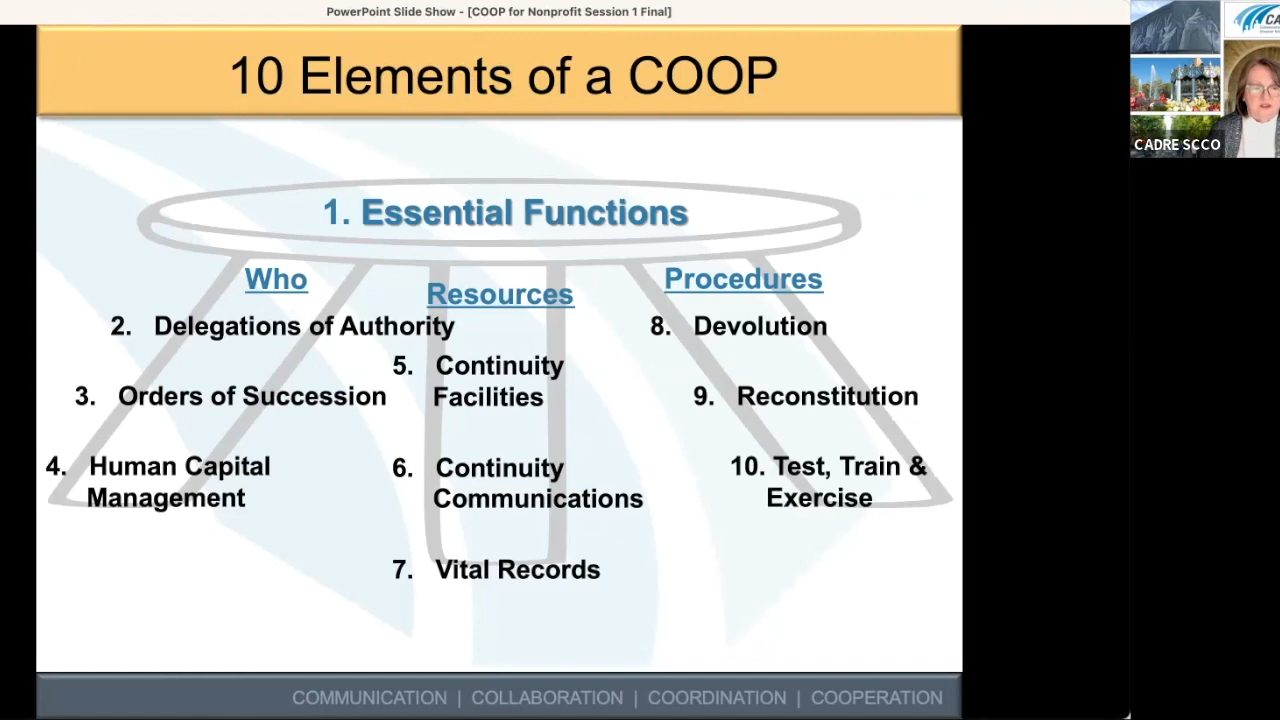 PowerPoint Slide Show - [COOP for Nonprofit Session 1 Final]
10 Elements of a COOP
1. Essential Functions
Who
2. Delegations of Authority
3. Orders of Succession
4. Human Capital
Management
Resources
5. Continuity
Facilities
6. Continuity
Communications
7. Vital Records
Procedures
8. Devolution
9. Reconstitution
10. Test, Train &
Exercise
COMMUNICATION | COLLABORATION | COORDINATION | COOPERATION
CADRE SCCO